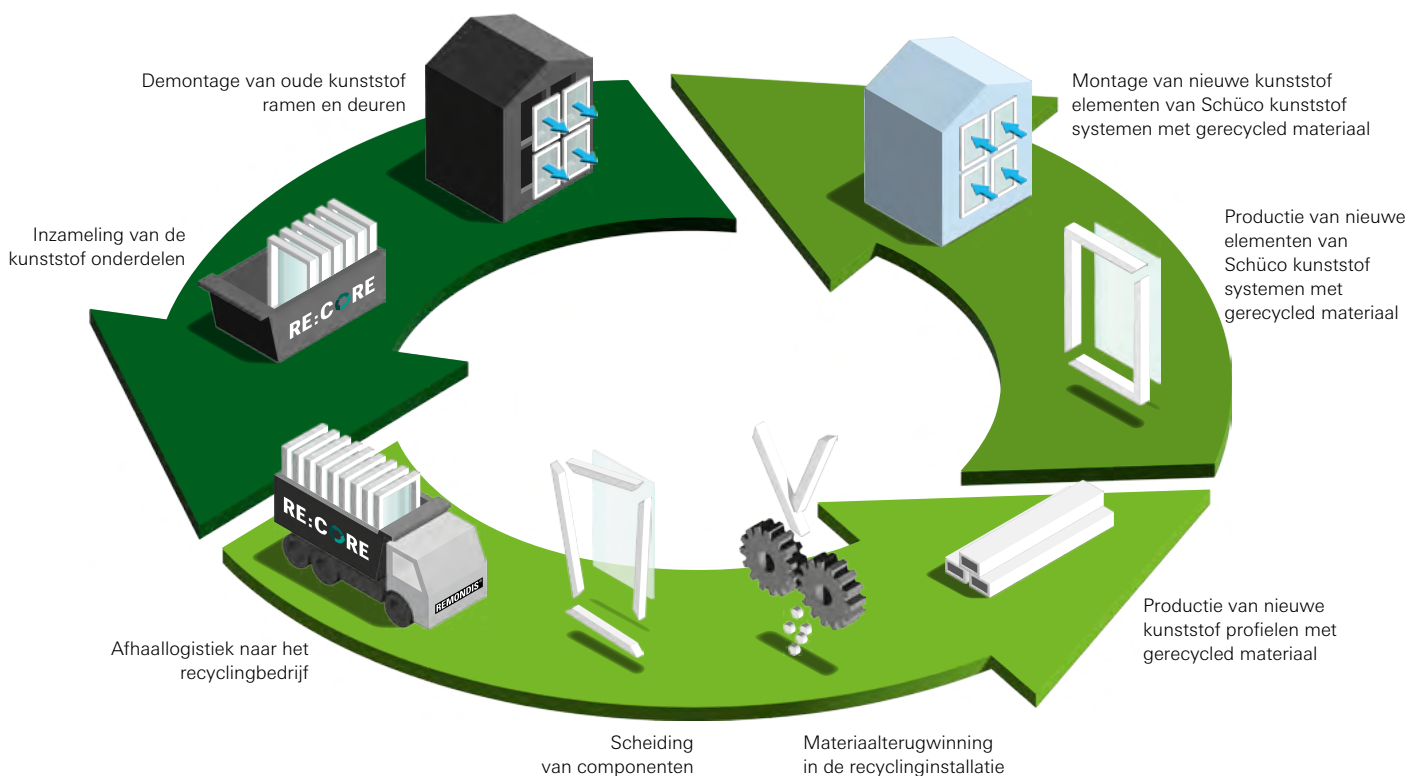 Demontage van oude kunststof
ramen en deuren
Montage van nieuwe kunststof
elementen van Schüco kunststof
systemen met gerecycled materiaal
Inzameling van de
kunststof onderdelen
Productie van nieuwe
elementen van
Schüco kunststof
systemen met
gerecycled materiaal
RE:CORE
RE:CORE
REMONDIS
Afhaallogistiek naar het
recyclingbedrijf
Productie van nieuwe
kunststof profielen met
gerecycled materiaal
Scheiding
van componenten
Materiaalterugwinning
in de recyclinginstallatie